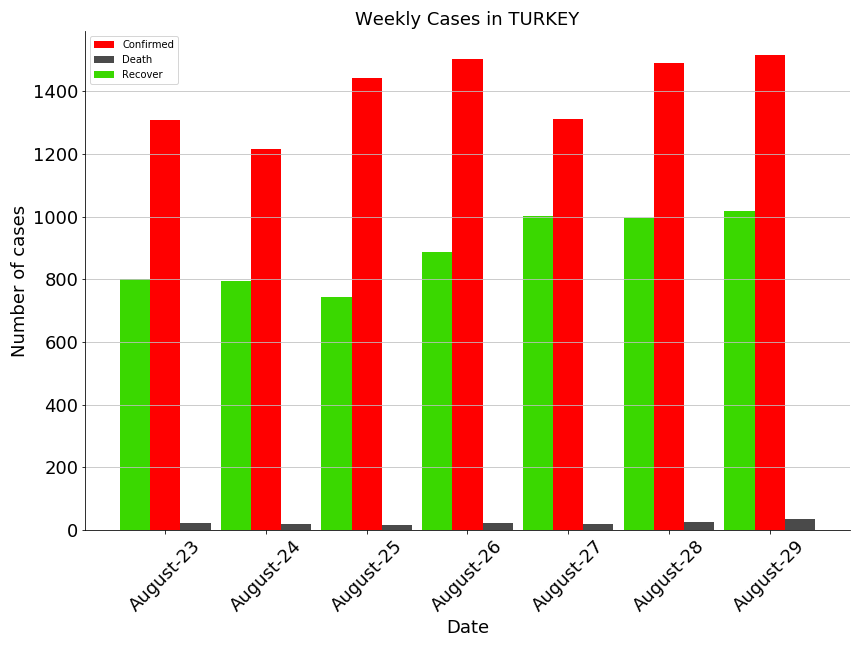 Weekly Cases in TURKEY
Confirmed
Death
Recover
Number of cases
1400
1200
1000
800
600
400
200
0
August-23
August-24
August-25
August-26
August-27
August-28
August-29
Date